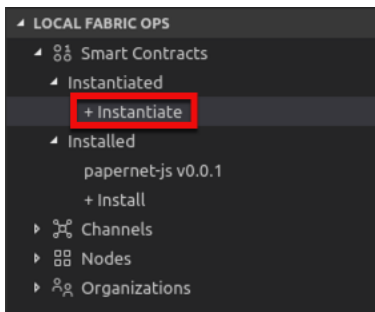 LOCAL FABRIC OPS
Smart Contracts
Instantiated
+ Instantiate
Installed
papernet-js v0.0.1
+ Install
Channels
Nodes
Organizations